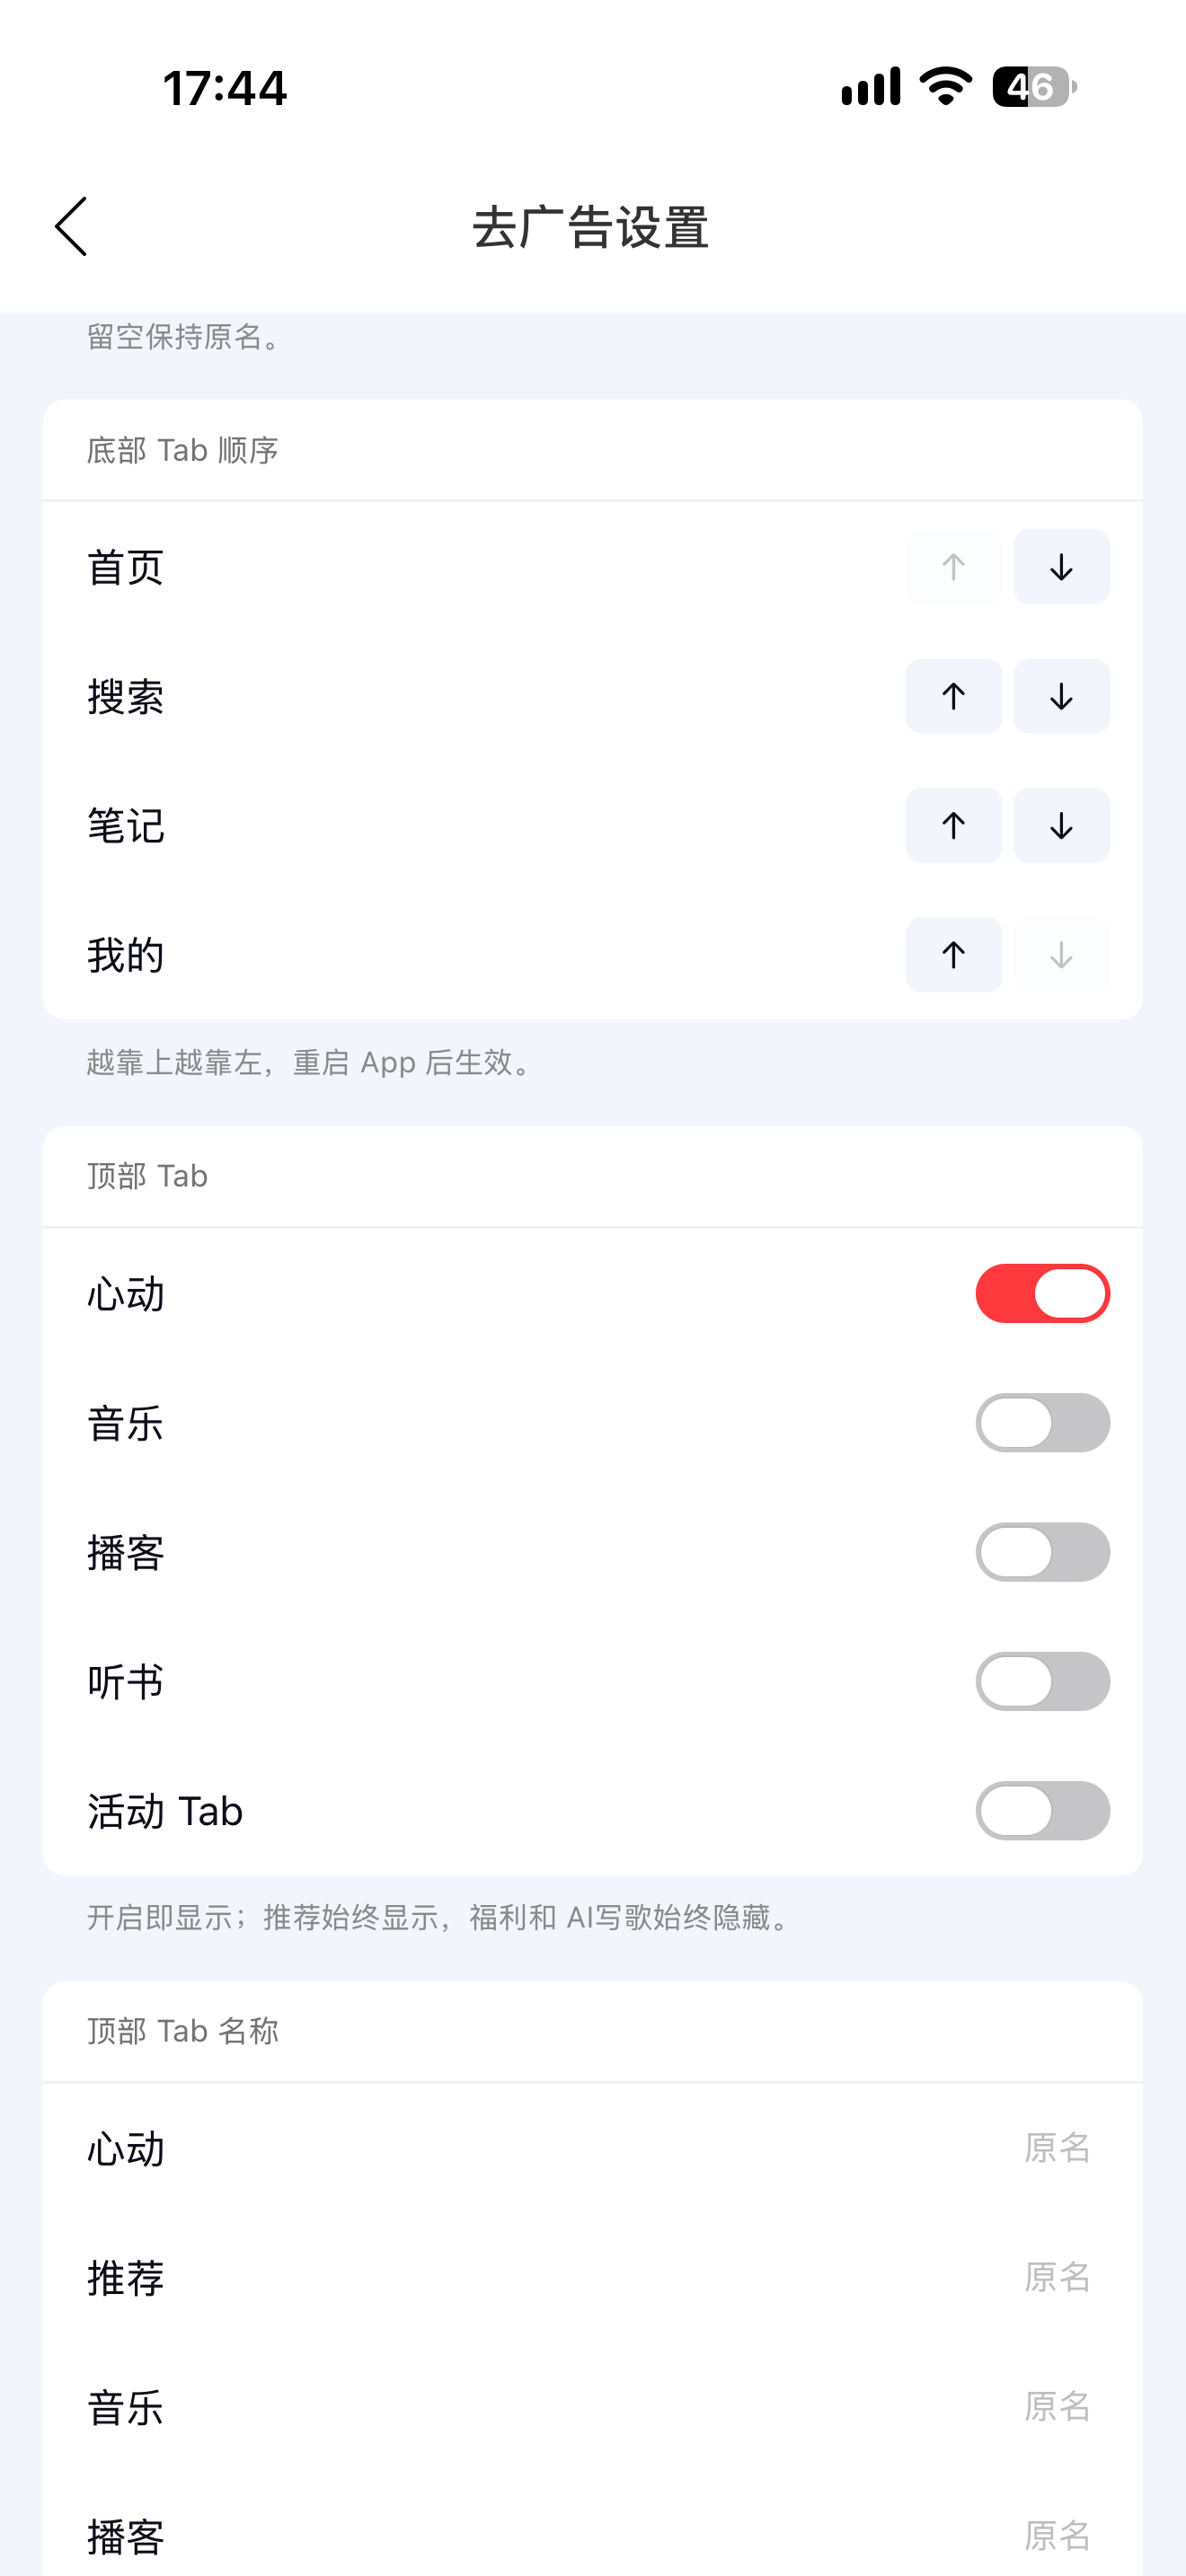 17:44
46
去广告设置
留空保持原名。
底部 Tab 顺序
首页
↑ ↓
搜索
↑ ↓
笔记
↑ ↓
我的
↑ ↓
越靠上越靠左，重启 App 后生效。
顶部 Tab
心动
音乐
播客
听书
活动 Tab
开启即显示；推荐始终显示，福利和 AI写歌始终隐藏。
顶部 Tab 名称
心动 原名
推荐 原名
音乐 原名
播客 原名